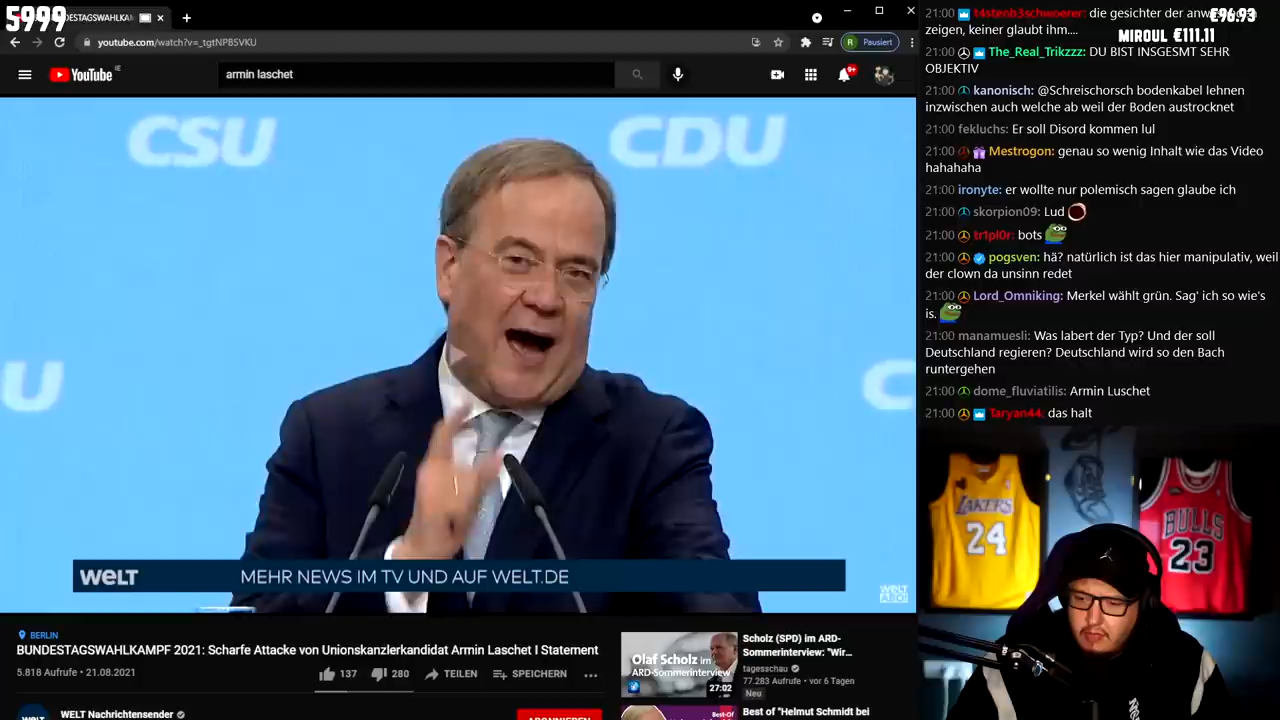 5999
BUNDESTAGSWAHLKAM
youtube.com/watch?v=_tgtNPBSVKU
R Pausiert
YouTube IE
armin laschet
9+
CSU
CDU
U
C
welt
MEHR NEWS IM TV UND AUF WELT.DE
WELT
ABO!
BERLIN
BUNDESTAGSWAHLKAMPF 2021: Scharfe Attacke von Unionskanzlerkandidat Armin Laschet I Statement
5.818 Aufrufe • 21.08.2021
137
280
TEILEN
SPEICHERN
WELT Nachrichtensender
ABONNIEREN
Olaf Scholz im
ARD-Sommerinterview
27:02
Scholz (SPD) im ARD-
Sommerinterview: "Wir...
tagesschau
77.283 Aufrufe • vor 6 Tagen
Neu
Best of "Helmut Schmidt bei
€96.93
MIROUL €111.11
21:00 t4stenh3schwoerer: die gesichter der
zeigen, keiner glaubt ihm....
21:00 The_Real_Trikzzz: DU BIST INSGESMT SEHR
OBJEKTIV
21:00 kanonisch: @Schreischorsch bodenkabel lehnen
inzwischen auch welche ab weil der Boden austrocknet
21:00 fekluchs: Er soll Disord kommen lul
21:00 Mestrogon: genau so wenig Inhalt wie das Video
hahahaha
21:00 ironyte: er wollte nur polemisch sagen glaube ich
21:00 skorpion09: Lud
21:00 tr1pl0r: bots
21:00 pogsven: hä? natürlich ist das hier manipulativ, weil
der clown da unsinn redet
21:00 Lord_Omniking: Merkel wählt grün. Sag' ich so wie's
is.
21:00 manamuesli: Was labert der Typ? Und der soll
Deutschland regieren? Deutschland wird so den Bach
runtergehen
21:00 dome_fluviatilis: Armin Luschet
21:00 Taryan44: das halt
LAKERS
24
BULLS
23